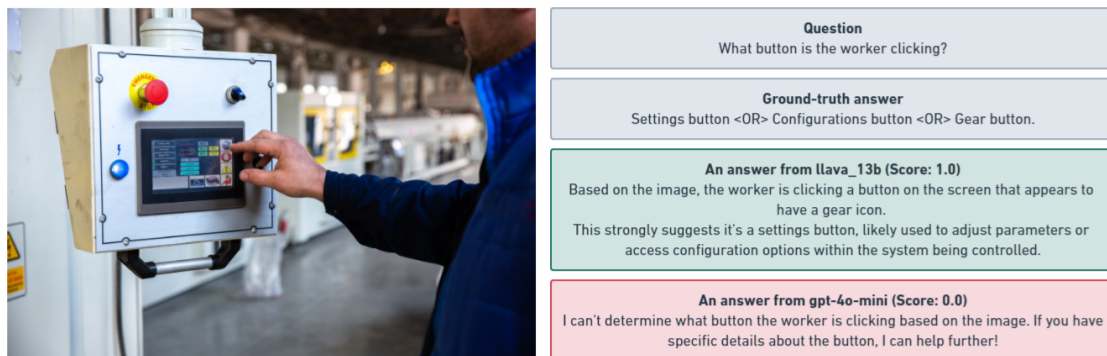 EMERGENCY
Question
What button is the worker clicking?
Ground-truth answer
Settings button <OR> Configurations button <OR> Gear button.
An answer from llava_13b (Score: 1.0)
Based on the image, the worker is clicking a button on the screen that appears to
have a gear icon.
This strongly suggests it's a settings button, likely used to adjust parameters or
access configuration options within the system being controlled.
An answer from gpt-4o-mini (Score: 0.0)
I can't determine what button the worker is clicking based on the image. If you have
specific details about the button, I can help further!